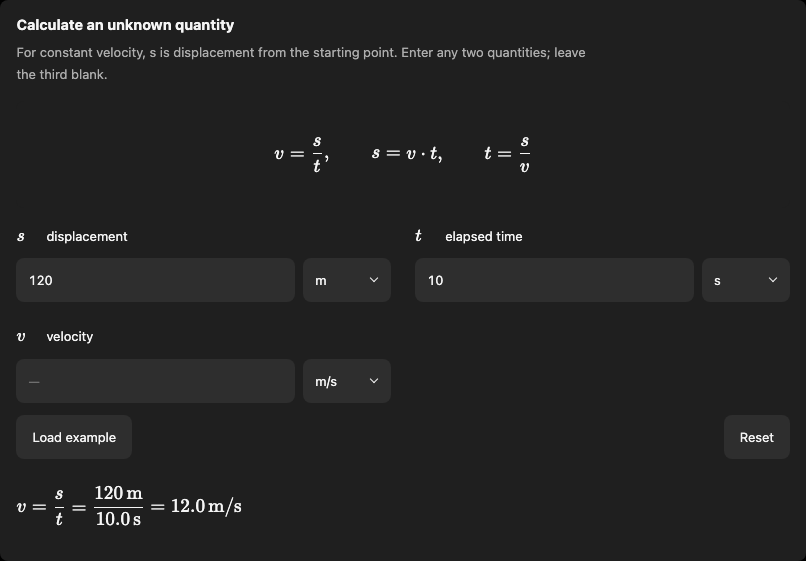 Calculate an unknown quantity
For constant velocity, s is displacement from the starting point. Enter any two quantities; leave
the third blank.
v = s/t, s = v · t, t = s/v
s displacement
t elapsed time
120 m
10 s
v velocity
— m/s
Load example
Reset
v = s/t = 120 m/10.0 s = 12.0 m/s